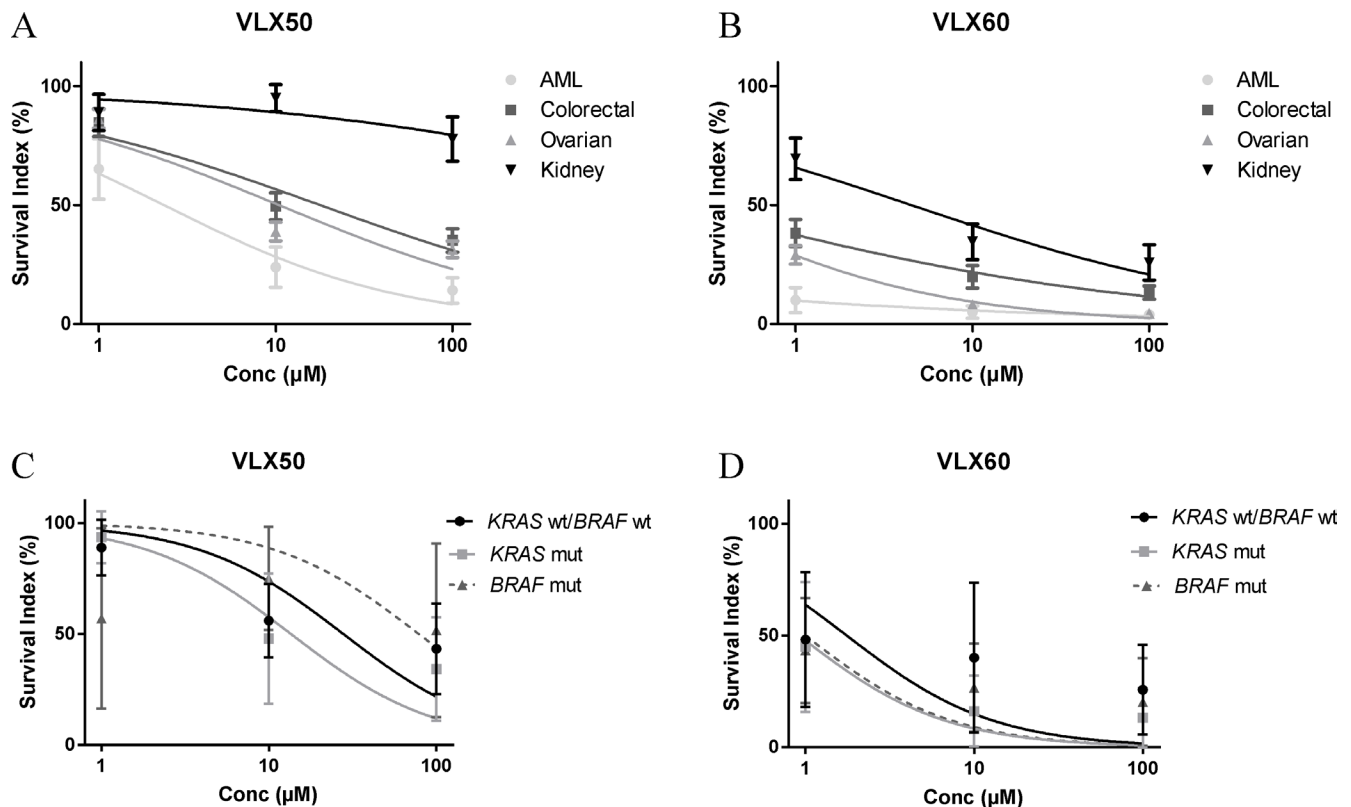 A
VLX50
Survival Index (%)
100
50
0
1
10
100
Conc (µM)
AML
Colorectal
Ovarian
Kidney
B
VLX60
Survival Index (%)
100
50
0
1
10
100
Conc (µM)
AML
Colorectal
Ovarian
Kidney
C
VLX50
Survival Index (%)
100
50
0
1
10
100
Conc (µM)
KRAS wt/BRAF wt
KRAS mut
BRAF mut
D
VLX60
Survival Index (%)
100
50
0
1
10
100
Conc (µM)
KRAS wt/BRAF wt
KRAS mut
BRAF mut